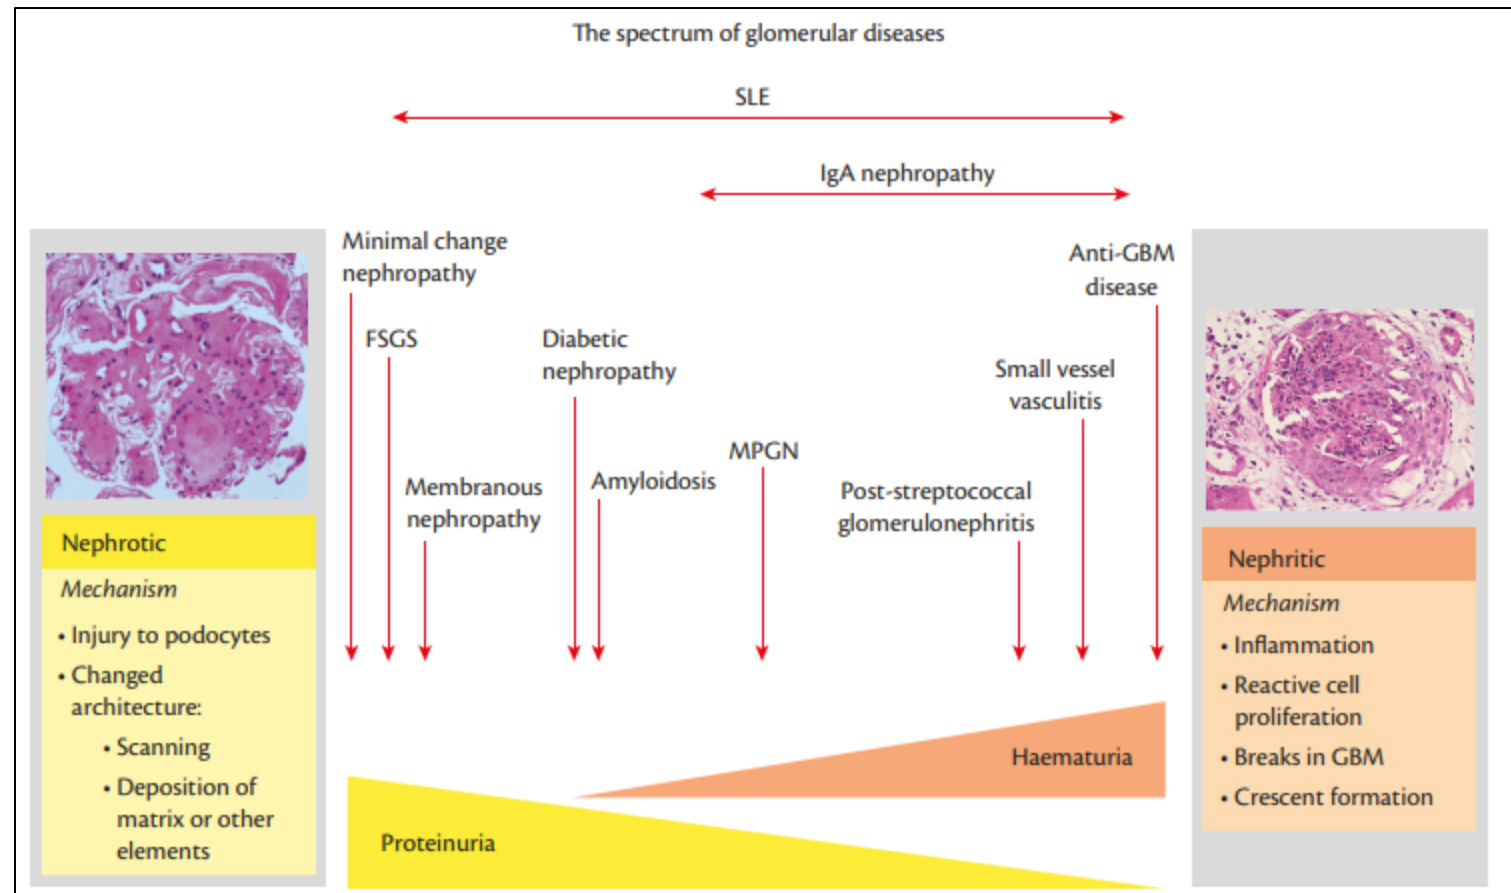 The spectrum of glomerular diseases
SLE
IgA nephropathy
Minimal change
nephropathy
FSGS
Membranous
nephropathy
Diabetic
nephropathy
Amyloidosis
MPGN
Post-streptococcal
glomerulonephritis
Small vessel
vasculitis
Anti-GBM
disease
Nephrotic
Mechanism
• Injury to podocytes
• Changed
architecture:
• Scanning
• Deposition of
matrix or other
elements
Proteinuria
Haematuria
Nephritic
Mechanism
• Inflammation
• Reactive cell
proliferation
• Breaks in GBM
• Crescent formation